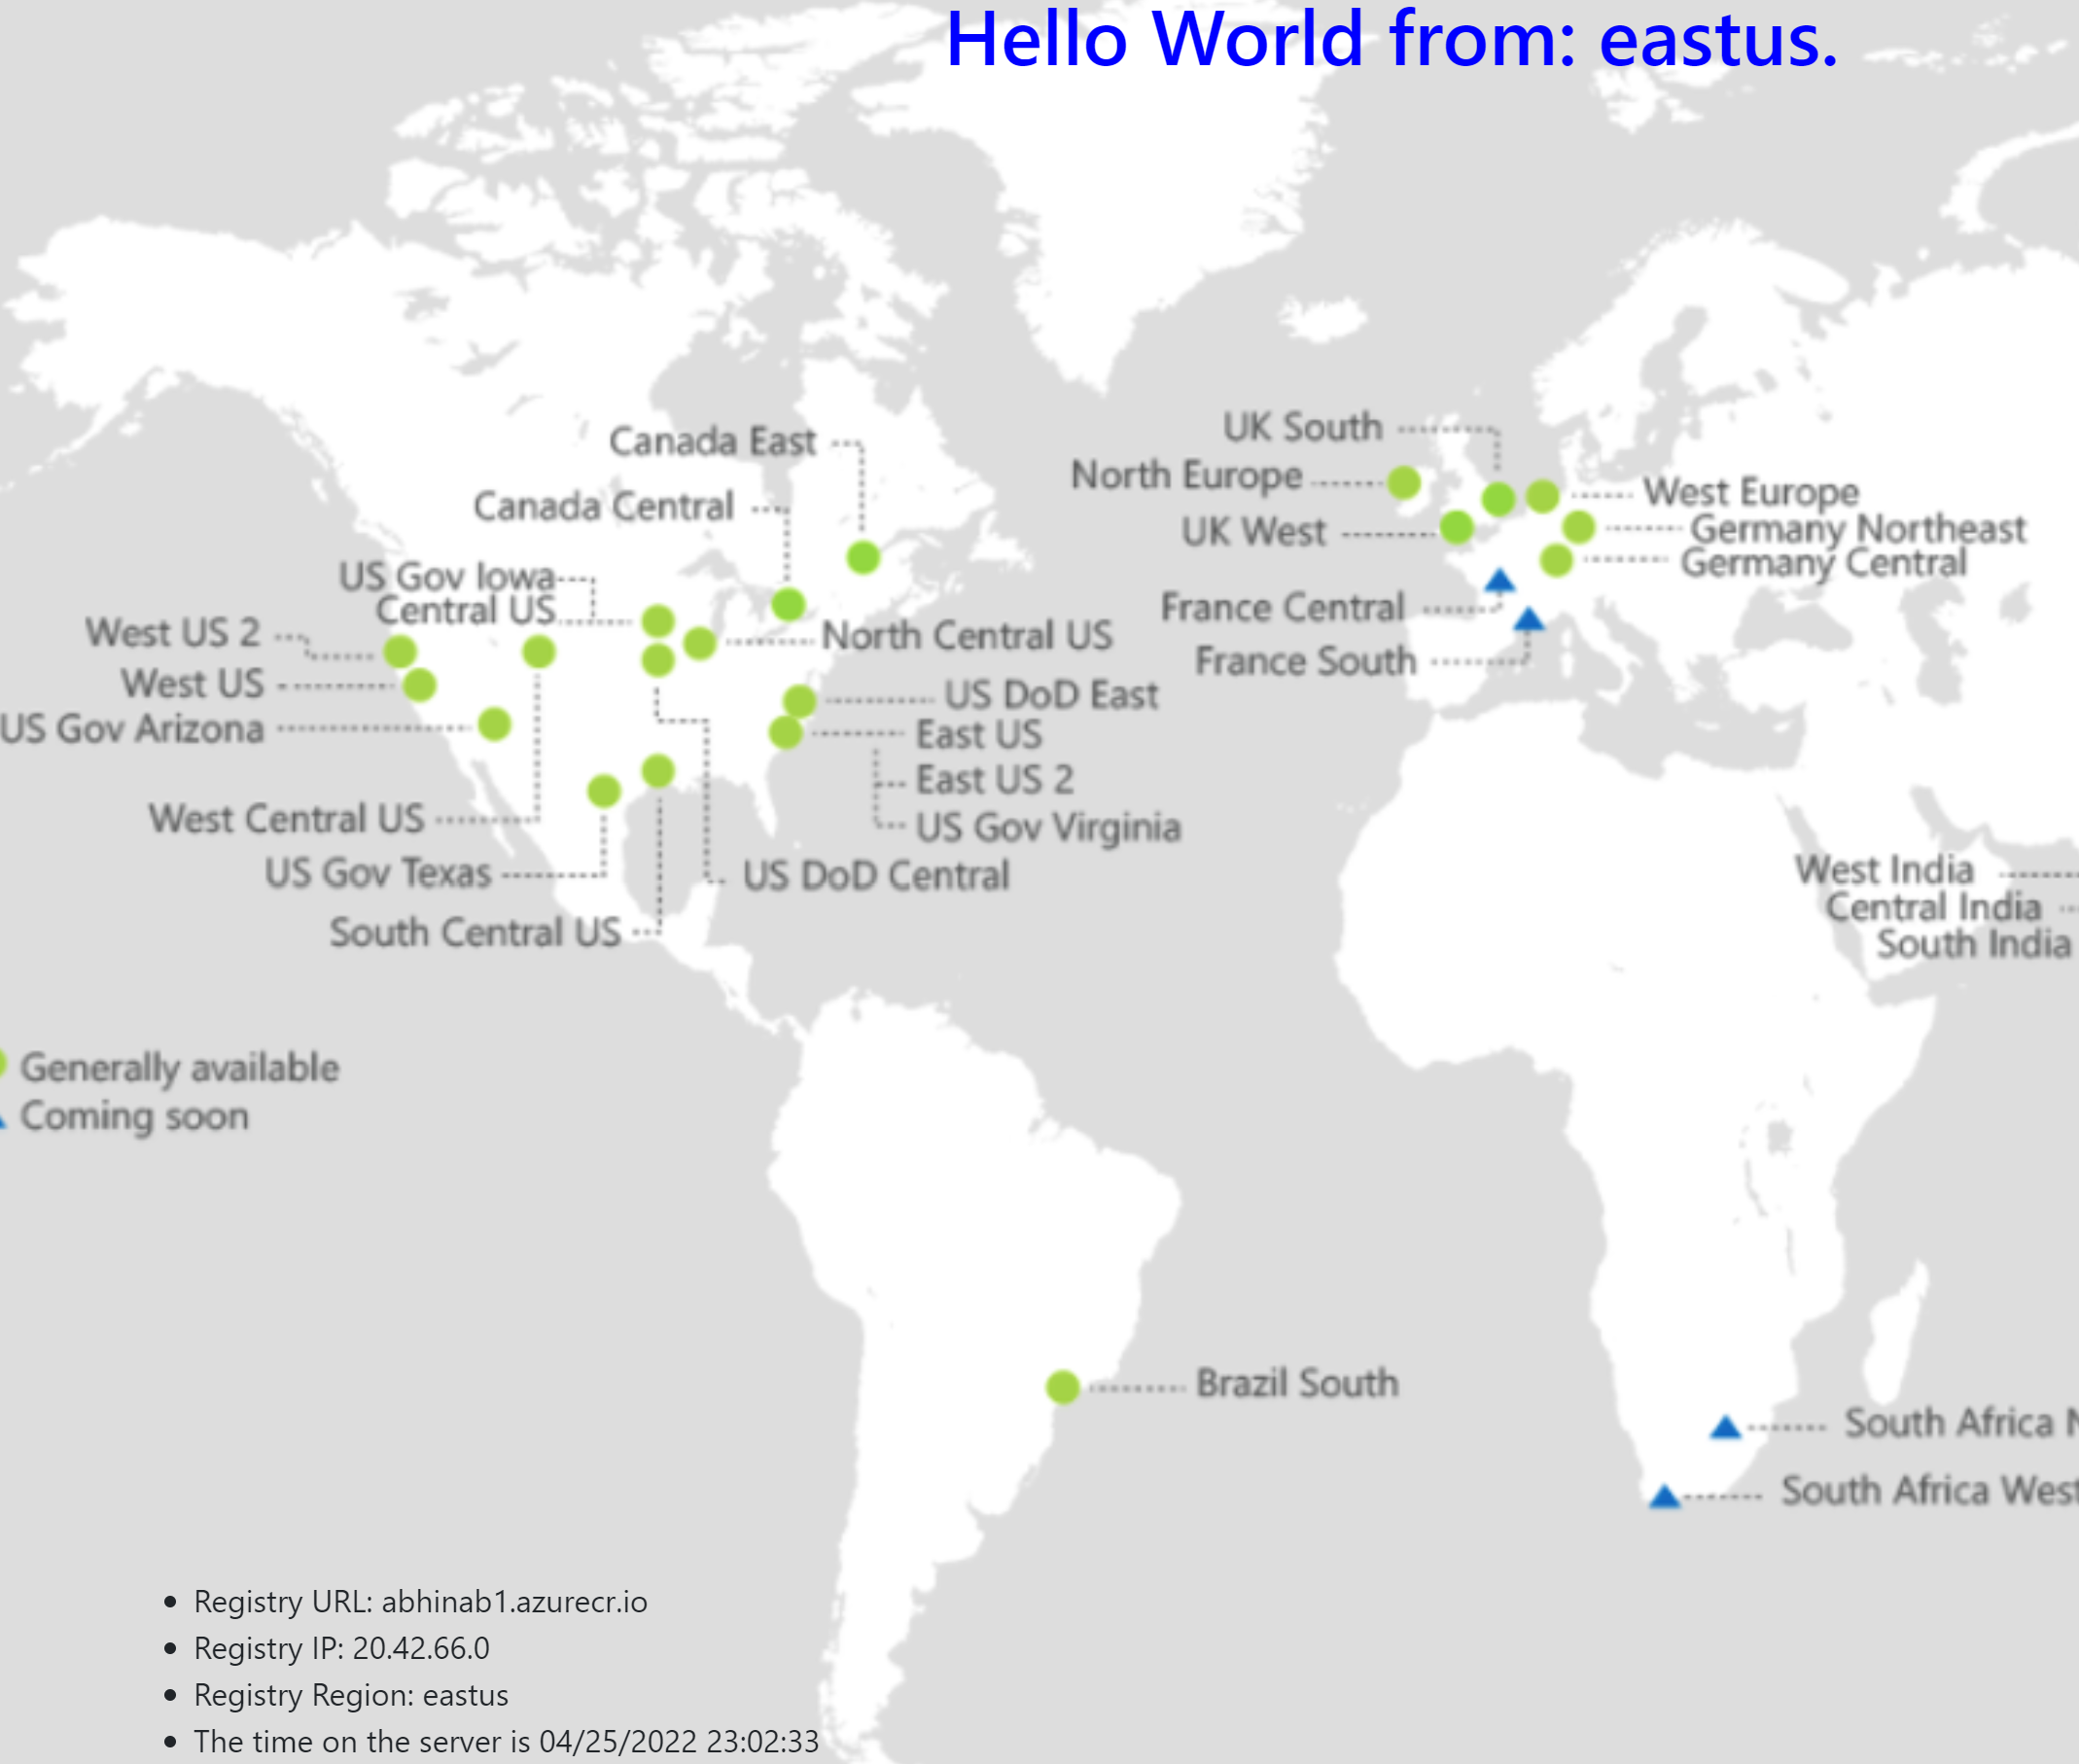 Hello World from: eastus.
Canada East
Canada Central
US Gov Iowa
Central US
West US 2
West US
US Gov Arizona
West Central US
US Gov Texas
South Central US
North Central US
US DoD East
East US
East US 2
US Gov Virginia
US DoD Central
UK South
North Europe
UK West
West Europe
Germany Northeast
Germany Central
France Central
France South
West India
Central India
South India
Generally available
Coming soon
Brazil South
South Africa N
South Africa West
Registry URL: abhinab1.azurecr.io
Registry IP: 20.42.66.0
Registry Region: eastus
The time on the server is 04/25/2022 23:02:33